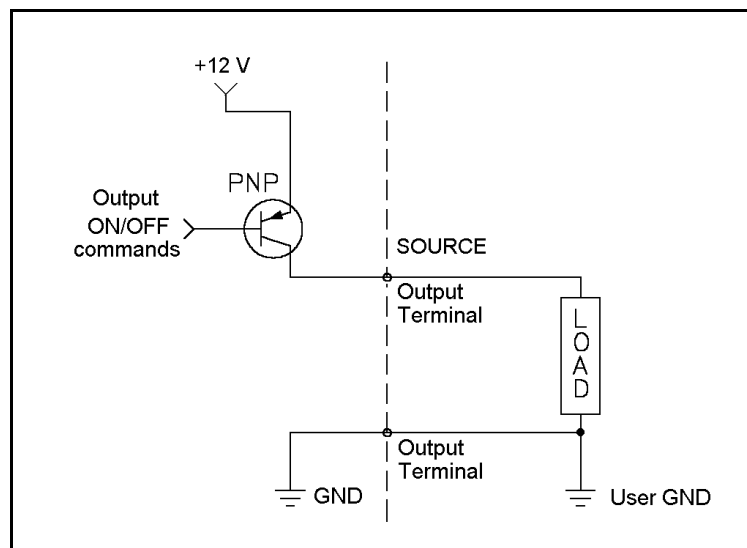 +12 V
PNP
Output
ON/OFF
commands
SOURCE
Output
Terminal
LOAD
Output
Terminal
GND
User GND